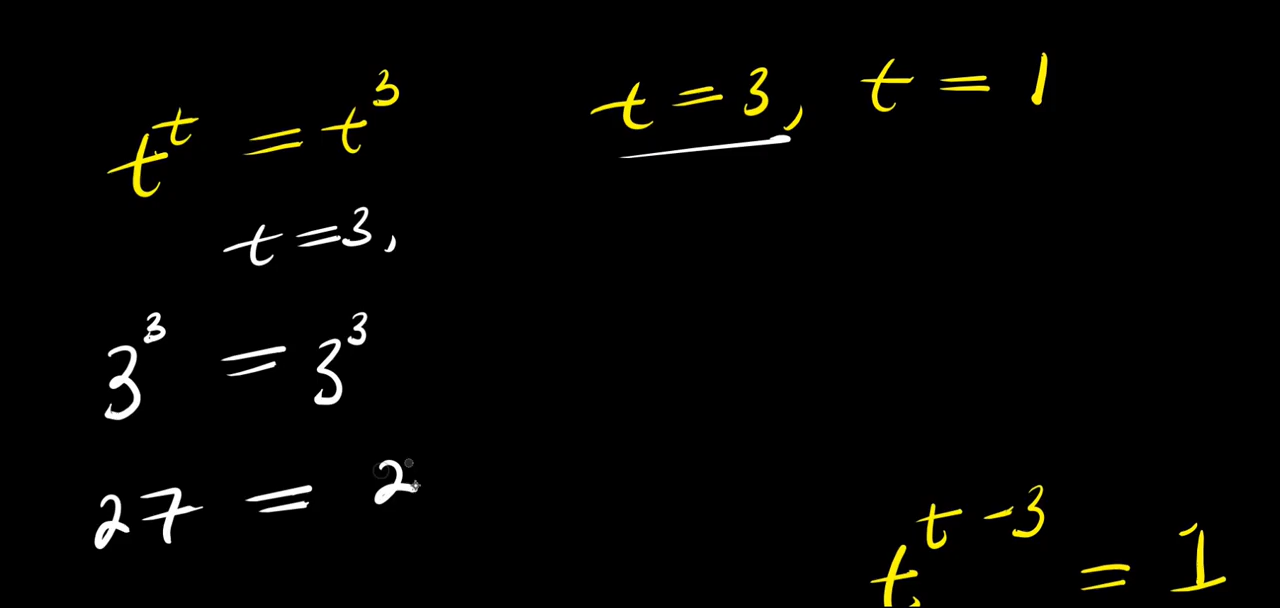 t^t = t^3
t = 3, t = 1
t = 3,
3^3 = 3^3
27 = 2
t^{t-3} = 1